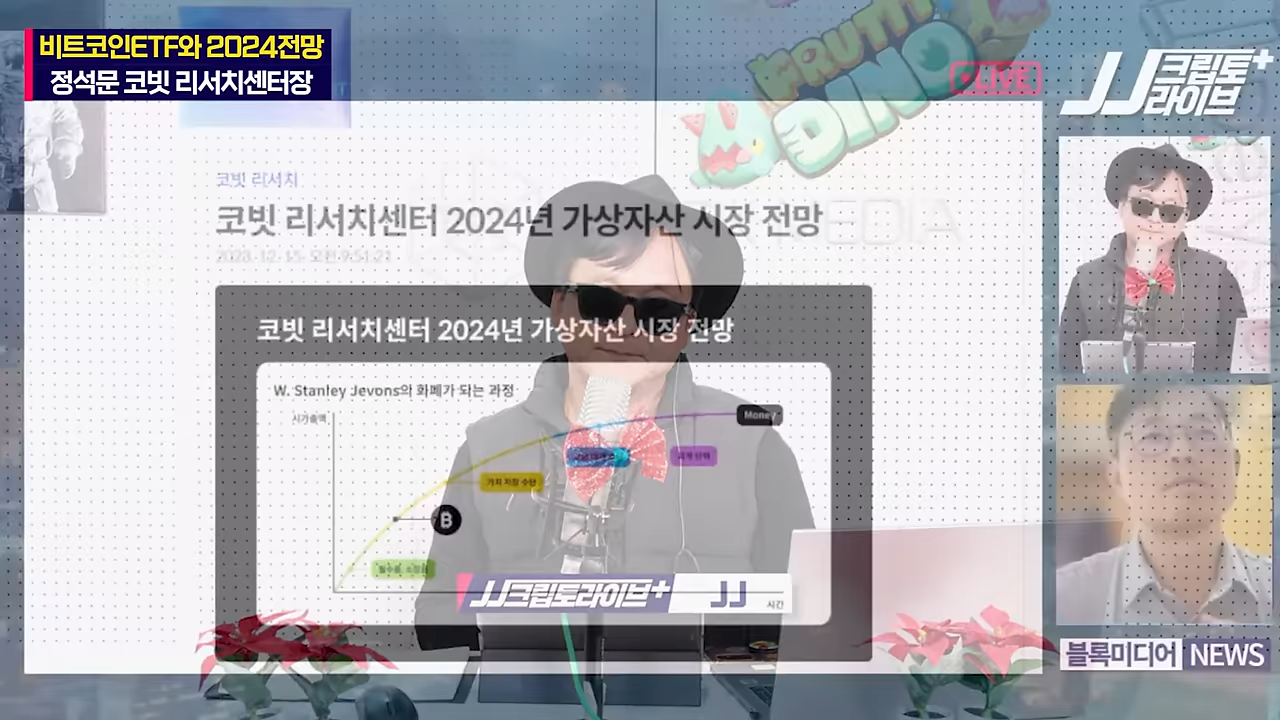 비트코인ETF와 2024전망
정석문 코빗 리서치센터장
FRUTTI
DINO
LIVE
JJ크립토+
라이브
코빗 리서치
코빗 리서치센터 2024년 가상자산 시장 전망
EDIA
2023. 12. 15. 오전 9:51:21
코빗 리서치센터 2024년 가상자산 시장 전망
W. Stanley Jevons의 화폐가 되는 과정
시가총액
Money
가치 저장 수단
B
시간
JJ크립토라이브+
JJ
블록미디어 NEWS